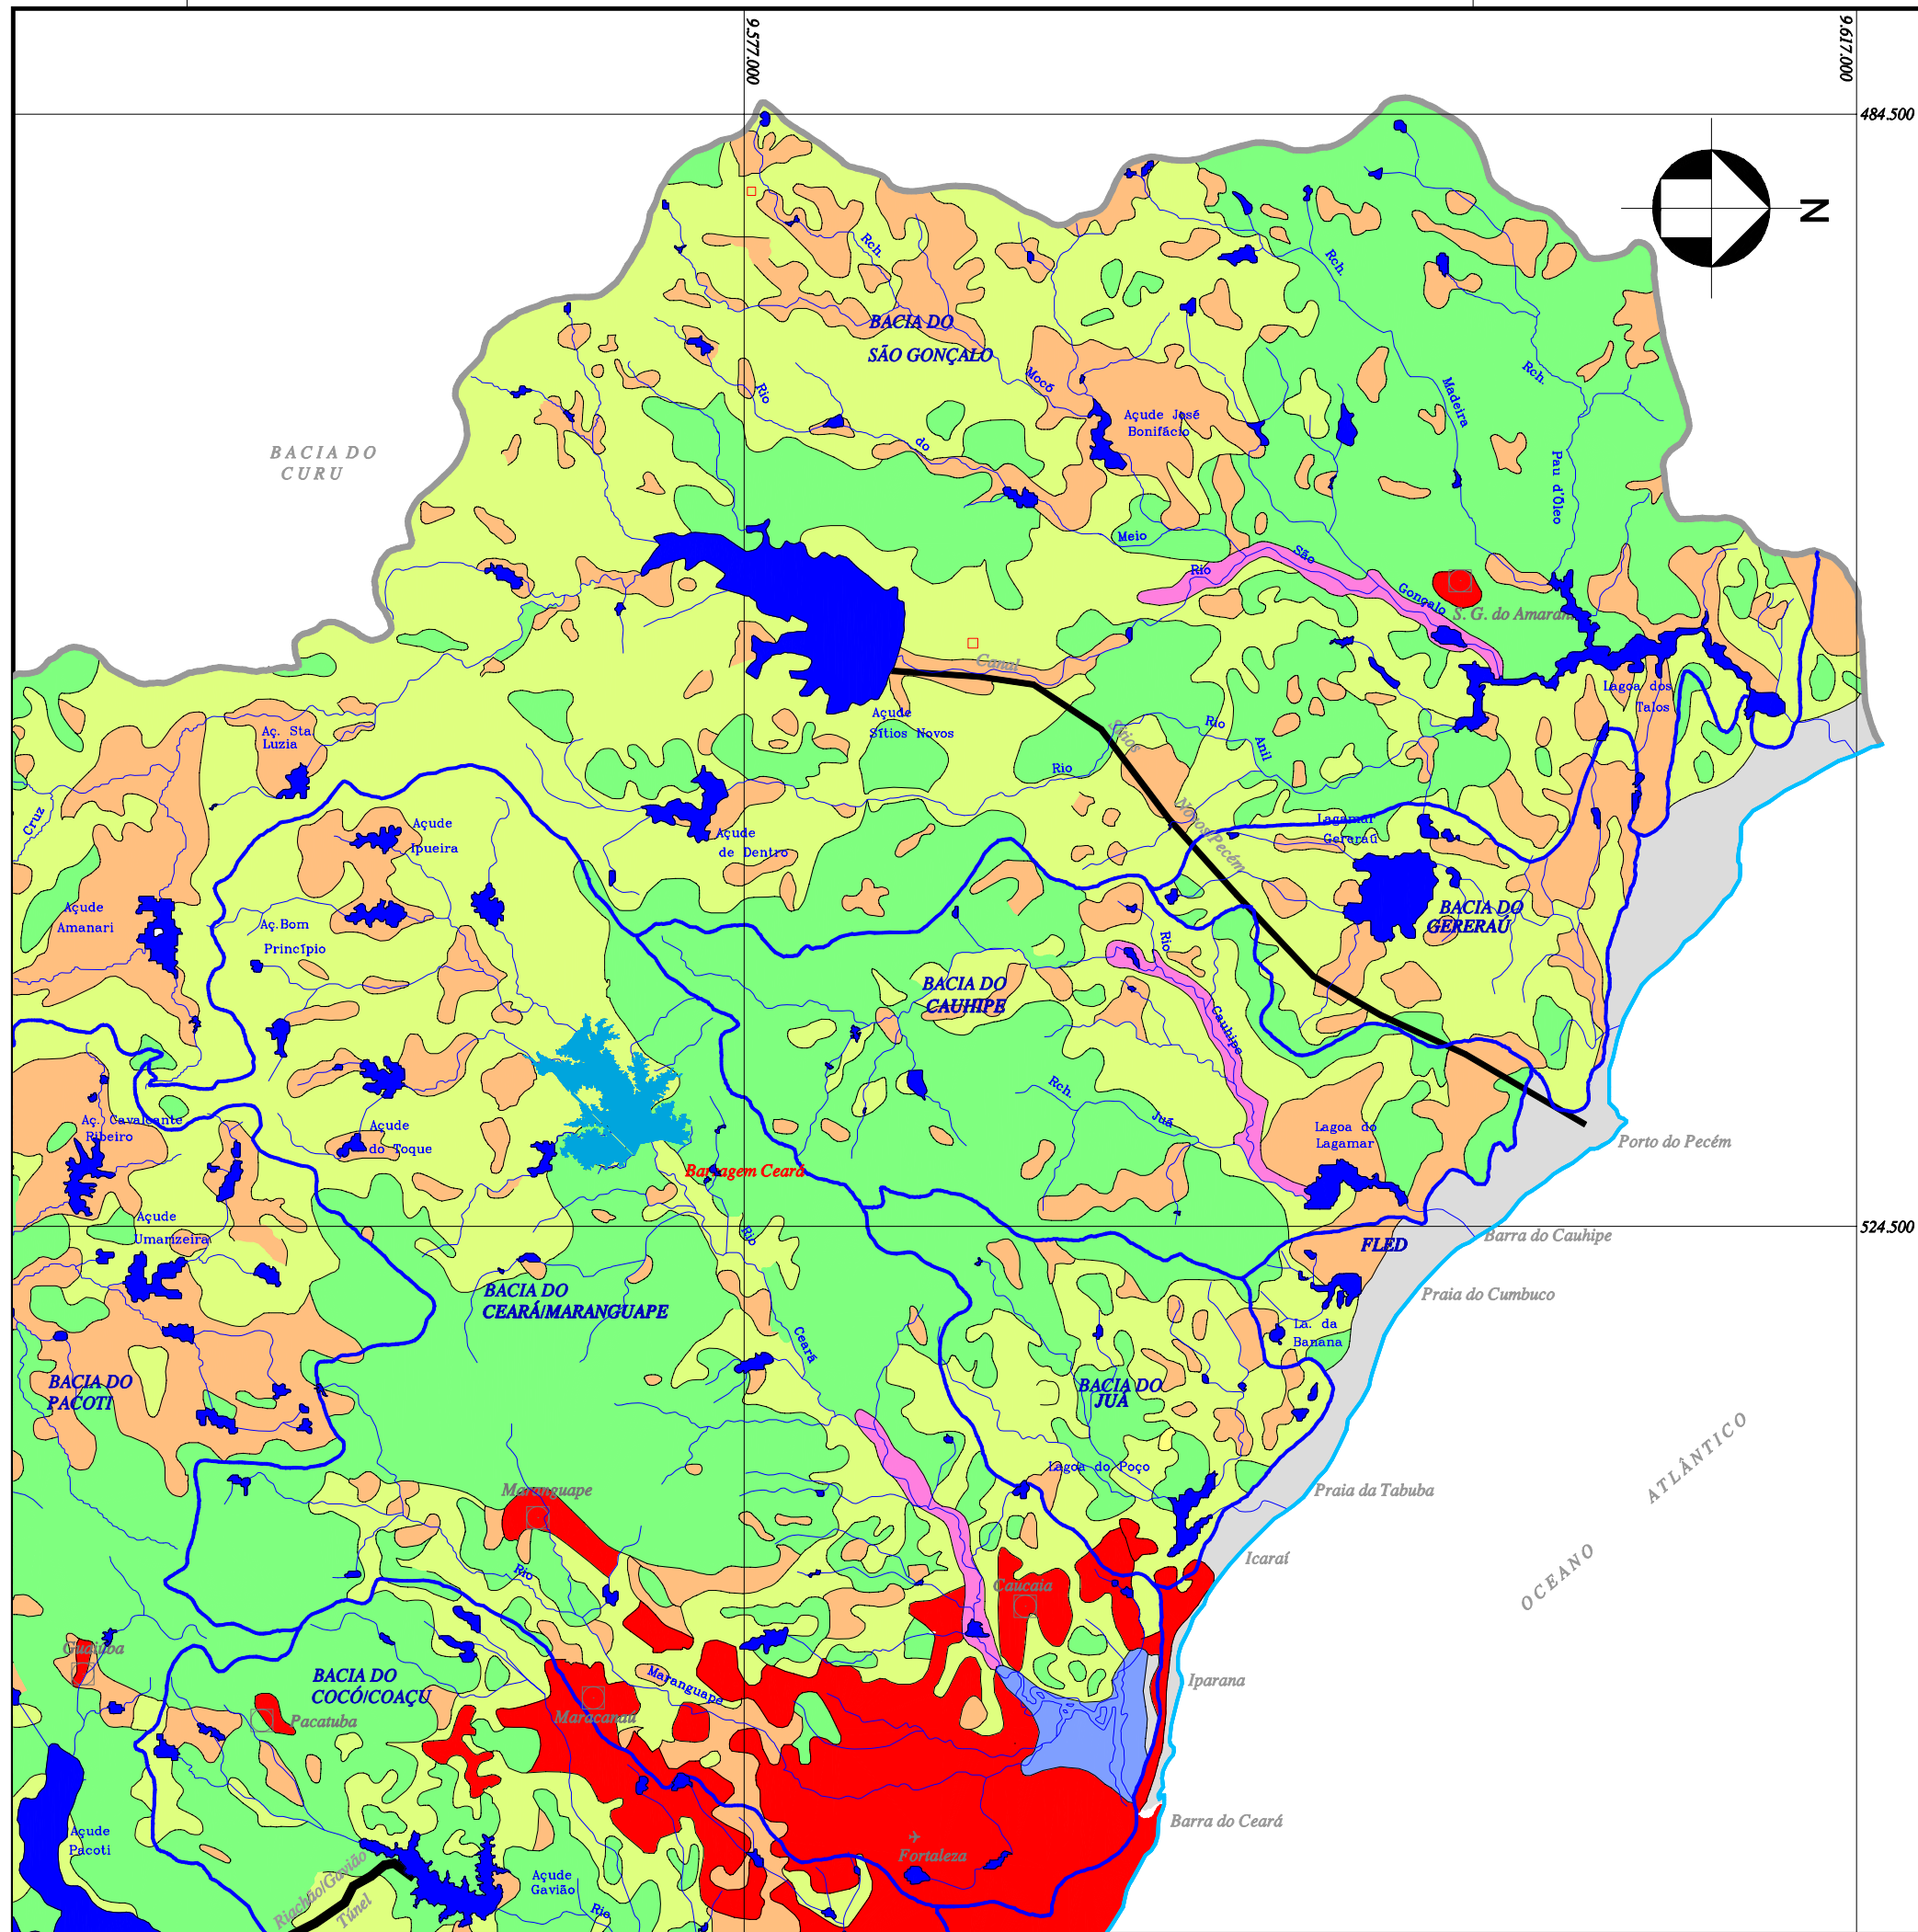 9.577.000
9.617.000
484.500
N
Rch.
Rch.
BACIA DO
SÃO GONÇALO
Rio
Mocó
Rch.
Madeira
Açude José
Bonifácio
do
BACIA DO
CURU
Pau d'Óleo
Meio
Rio
São
Gonçalo
S. G. do Amaran
Canal
Lagoa dos
Talos
Açude
Sítios Novos
Sítios
Rio
Anil
Aç. Sta
Luzia
Rio
Cruz
Açude
Ipueira
Açude
de Dentro
Novos/Pecém
Lagamar
Gereraú
Açude
Amanari
Aç.Bom
Princípio
BACIA DO
GERERAÚ
Rio
BACIA DO
CAUHIPE
Cauhipe
Rch.
Juá
Aç. Cavalcante
Ribeiro
Açude
do Toque
Lagoa do
Lagamar
Porto do Pecém
Barragem Ceará
Açude
Umarizeira
Rio
524.500
Barra do Cauhipe
FLED
BACIA DO
CEARÁ/MARANGUAPE
Praia do Cumbuco
La. da
Banana
Ceará
BACIA DO
PACOTI
BACIA DO
JUÁ
Lagoa do Poço
ATLÂNTICO
Maranguape
Praia da Tabuba
Rio
Icaraí
OCEANO
Caucaia
Guaiúba
BACIA DO
COCÓ/COAÇU
Maranguape
Iparana
Pacatuba
Maracanaú
Açude
Pacoti
Barra do Ceará
Fortaleza
Riachão/Gavião
Túnel
Açude
Gavião
Rio